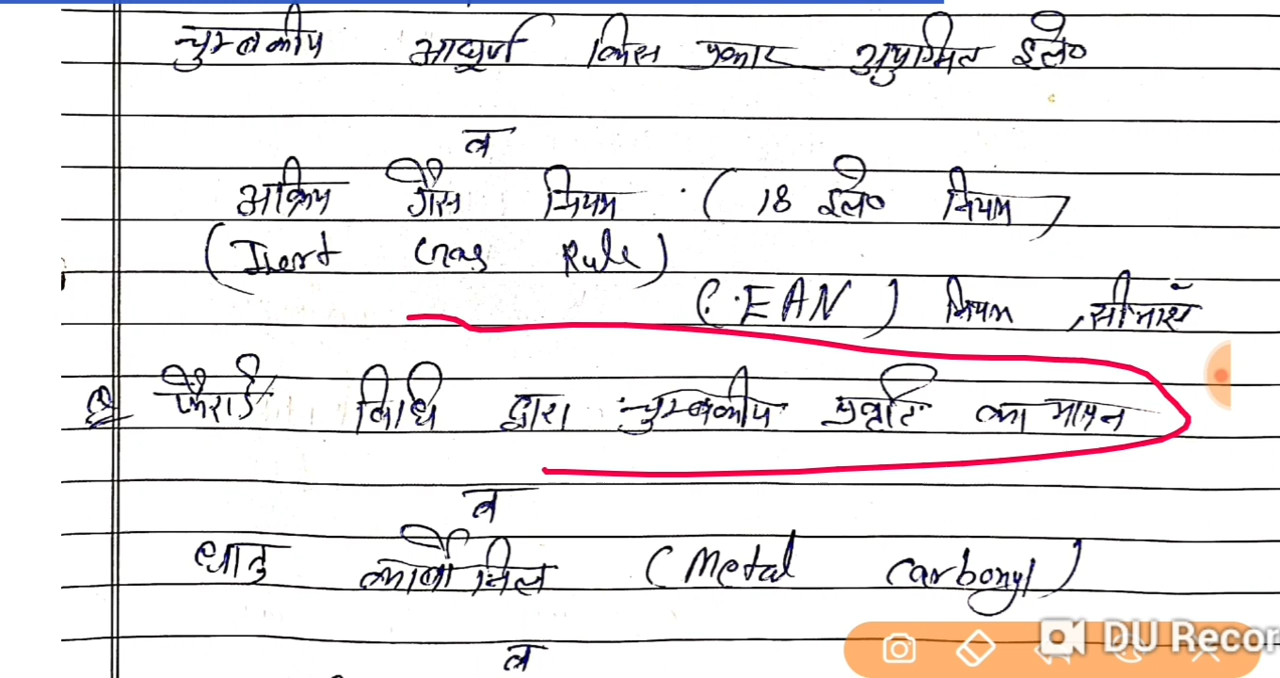 चुम्बकीय आघूर्ण किस प्रकार अयुग्मित इले०
व
अक्रिय गैस नियम (18 इले० नियम)
(Inert Gas Rule)
(EAN) नियम, सीमाएं
फैराडे विधि द्वारा चुम्बकीय प्रवृति का मापन
व
धातु कार्बोनिल (Metal Carbonyl)
व
DU Recor